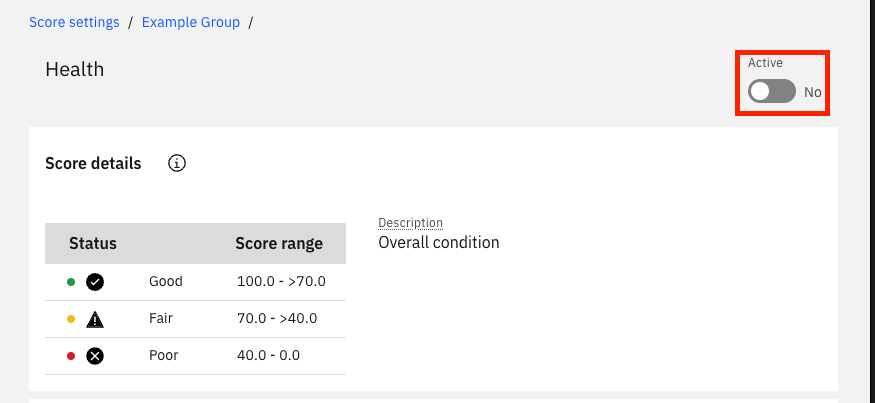 Score settings / Example Group /
Health
Active
No
Score details
Description
Overall condition
Status Score range
Good 100.0 - >70.0
Fair 70.0 - >40.0
Poor 40.0 - 0.0